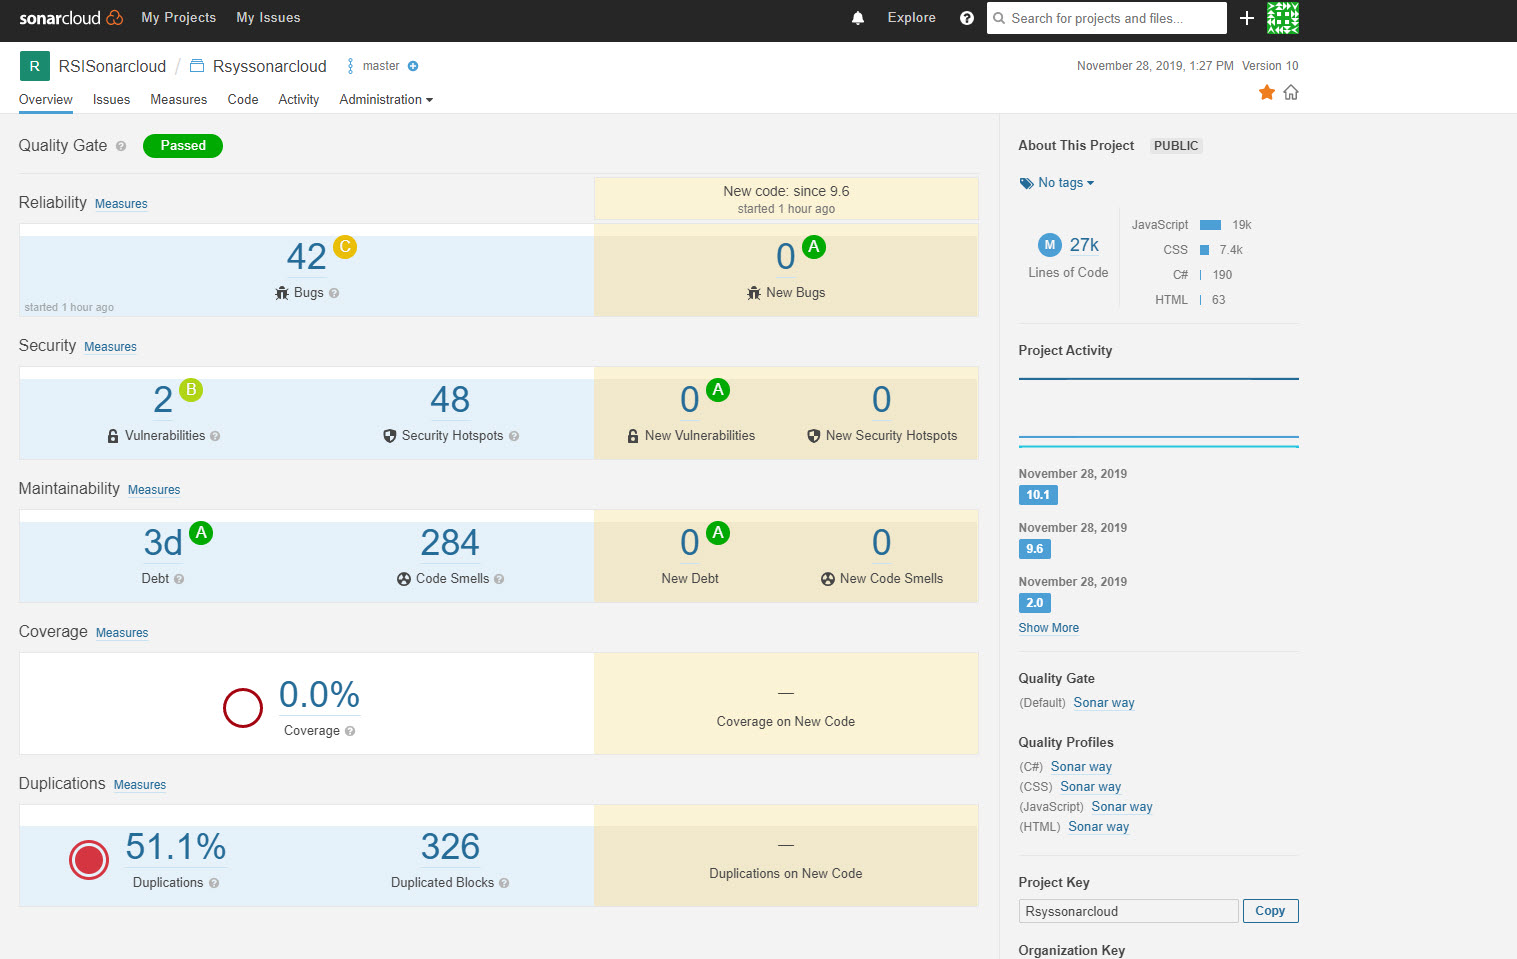 sonarcloud My Projects My Issues Explore ? Search for projects and files... +
R RSISonarcloud / Rsyssonarcloud master November 28, 2019, 1:27 PM Version 10
Overview Issues Measures Code Activity Administration
Quality Gate ? Passed
Reliability Measures
New code: since 9.6
started 1 hour ago
42 C
Bugs ?
started 1 hour ago
0 A
New Bugs
Security Measures
2 B 48 0 A 0
Vulnerabilities ? Security Hotspots ? New Vulnerabilities New Security Hotspots
Maintainability Measures
3d A 284 0 A 0
Debt ? Code Smells ? New Debt New Code Smells
Coverage Measures
0.0% —
Coverage ? Coverage on New Code
Duplications Measures
51.1% 326 —
Duplications ? Duplicated Blocks ? Duplications on New Code
About This Project PUBLIC
No tags
M 27k
Lines of Code
JavaScript 19k
CSS 7.4k
C# 190
HTML 63
Project Activity
November 28, 2019
10.1
November 28, 2019
9.6
November 28, 2019
2.0
Show More
Quality Gate
(Default) Sonar way
Quality Profiles
(C#) Sonar way
(CSS) Sonar way
(JavaScript) Sonar way
(HTML) Sonar way
Project Key
Rsyssonarcloud Copy
Organization Key